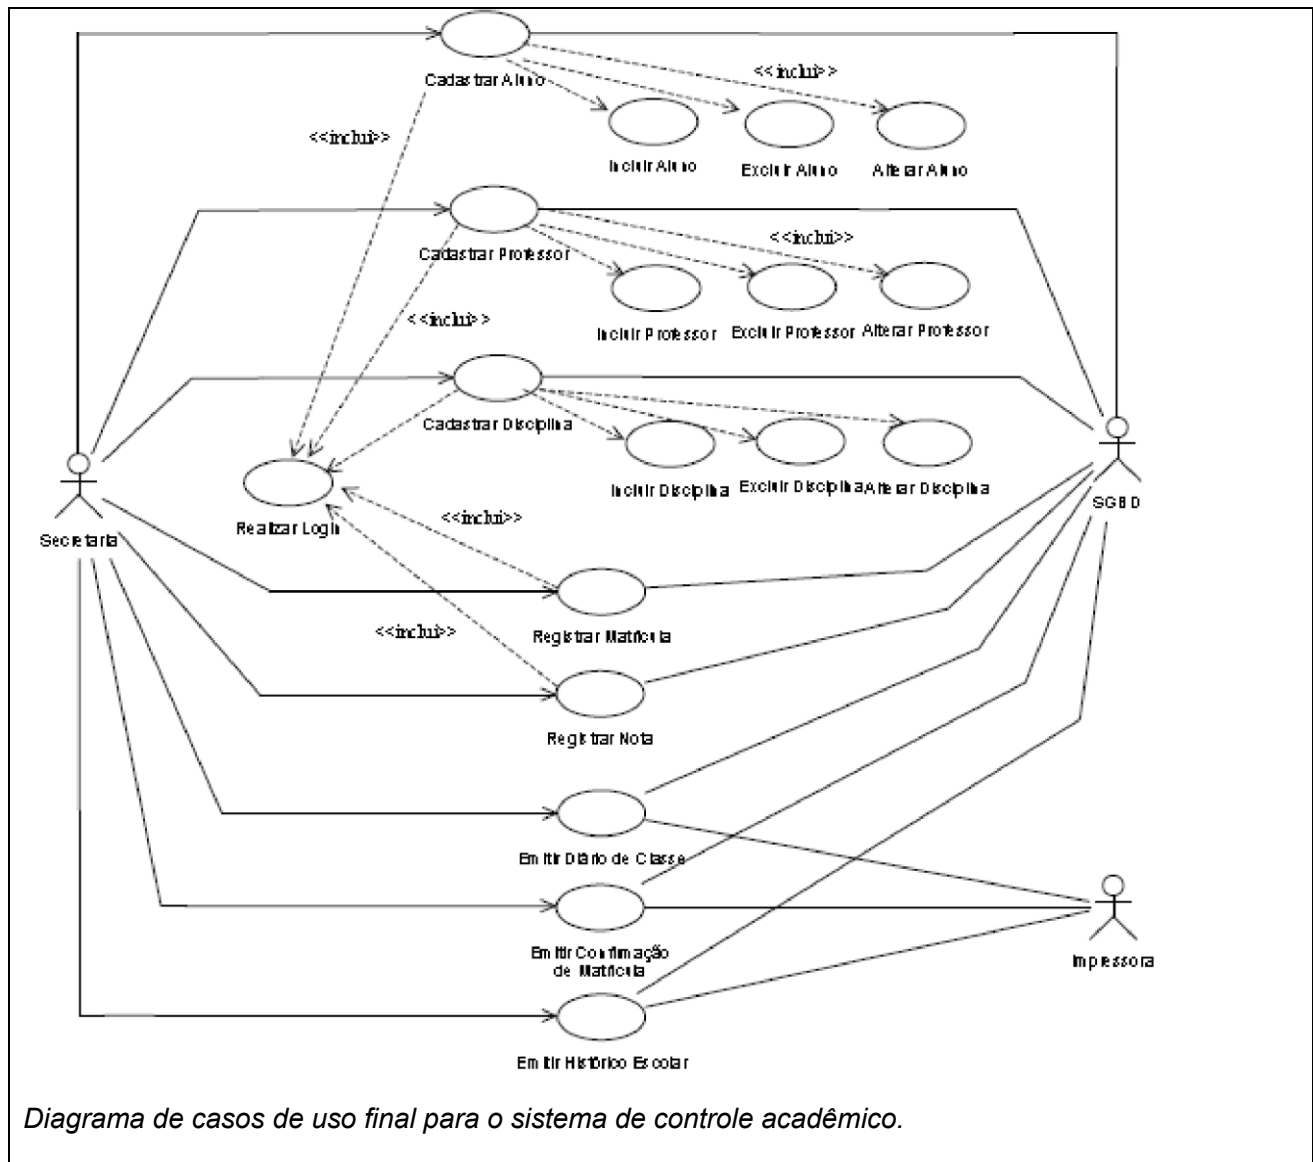 <<inclui>>
Cadastrar Aluno
<<inclui>>
Incluir Aluno
Excluir Aluno
Alterar Aluno
<<inclui>>
Cadastrar Professor
<<inclui>>
Incluir Professor
Excluir Professor
Alterar Professor
Cadastrar Disciplina
Incluir Disciplina
Excluir Disciplina
Alterar Disciplina
SGBD
Secretaria
Realizar Login
<<inclui>>
<<inclui>>
Registrar Matrícula
Registrar Nota
Emitir Diário de Classe
Emitir Confimação
de Matrícula
Impressora
Emitir Histórico Escolar
Diagrama de casos de uso final para o sistema de controle acadêmico.